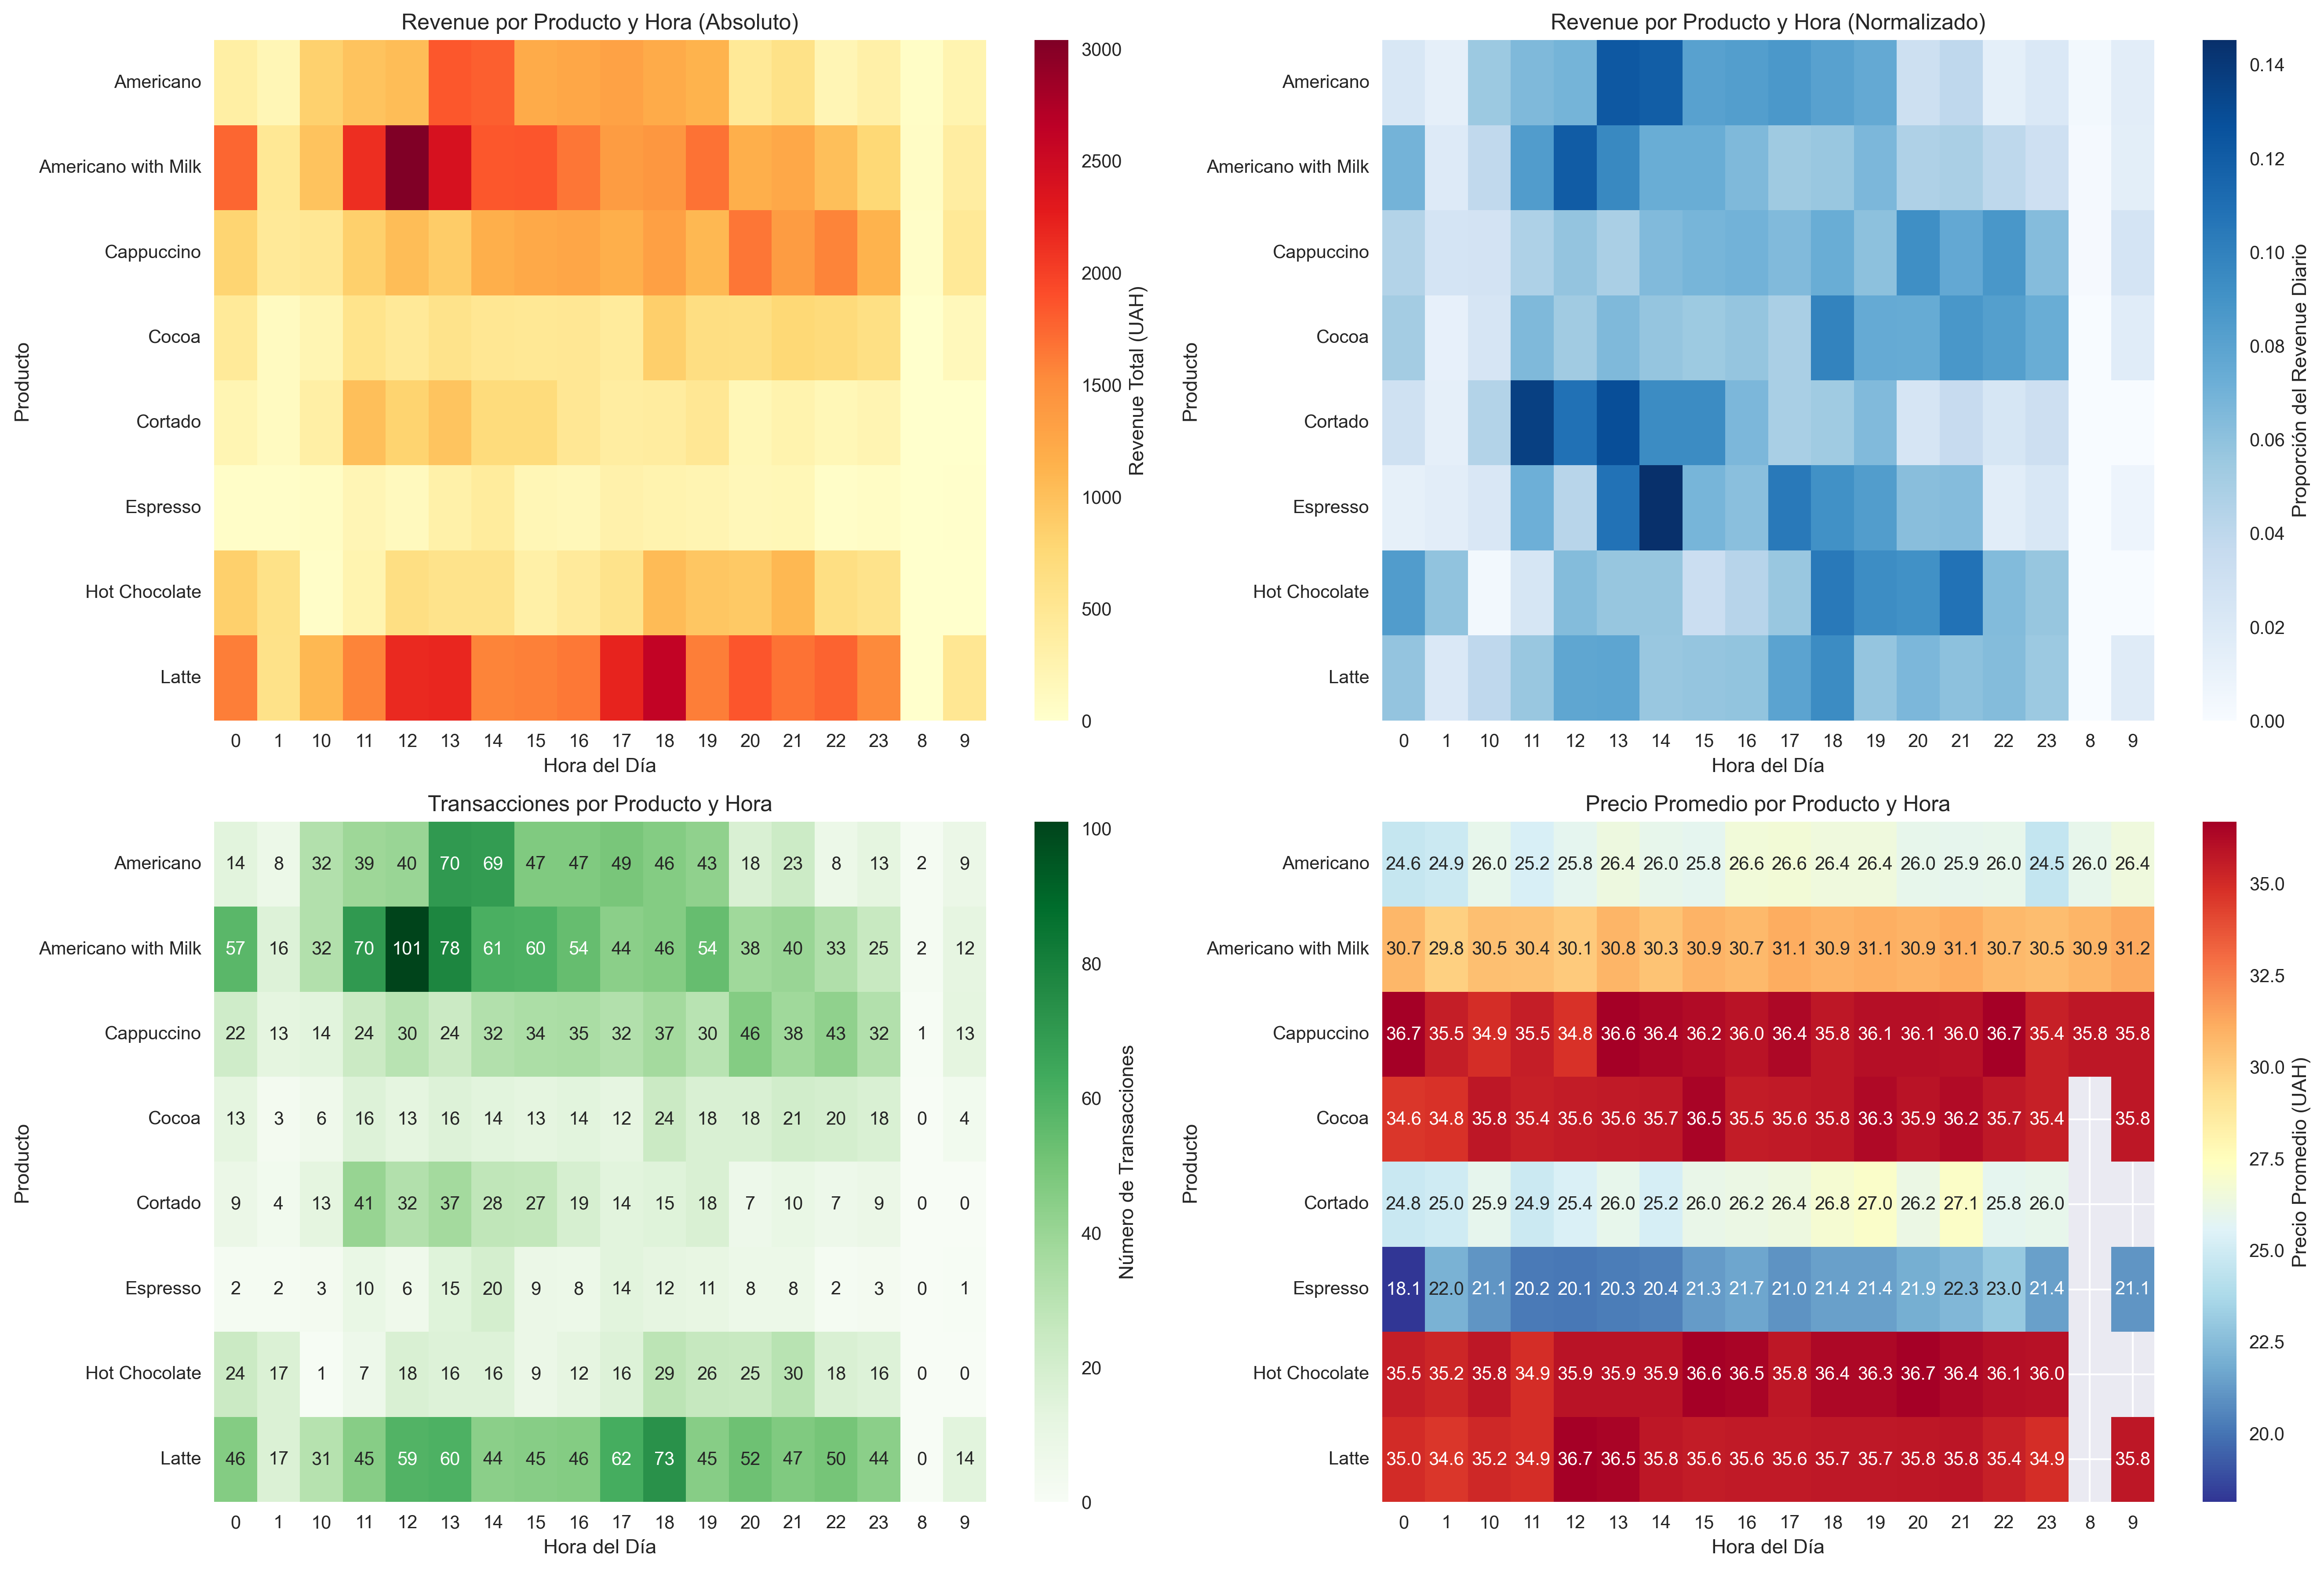 Revenue por Producto y Hora (Absoluto)
Producto
Americano
Americano with Milk
Cappuccino
Cocoa
Cortado
Espresso
Hot Chocolate
Latte
0 1 10 11 12 13 14 15 16 17 18 19 20 21 22 23 8 9
Hora del Día
3000
2500
2000
1500
1000
500
0
Revenue Total (UAH)
Revenue por Producto y Hora (Normalizado)
Producto
Americano
Americano with Milk
Cappuccino
Cocoa
Cortado
Espresso
Hot Chocolate
Latte
0 1 10 11 12 13 14 15 16 17 18 19 20 21 22 23 8 9
Hora del Día
0.14
0.12
0.10
0.08
0.06
0.04
0.02
0.00
Proporción del Revenue Diario
Transacciones por Producto y Hora
Producto
Americano 14 8 32 39 40 70 69 47 47 49 46 43 18 23 8 13 2 9
Americano with Milk 57 16 32 70 101 78 61 60 54 44 46 54 38 40 33 25 2 12
Cappuccino 22 13 14 24 30 24 32 34 35 32 37 30 46 38 43 32 1 13
Cocoa 13 3 6 16 13 16 14 13 14 12 24 18 18 21 20 18 0 4
Cortado 9 4 13 41 32 37 28 27 19 14 15 18 7 10 7 9 0 0
Espresso 2 2 3 10 6 15 20 9 8 14 12 11 8 8 2 3 0 1
Hot Chocolate 24 17 1 7 18 16 16 9 12 16 29 26 25 30 18 16 0 0
Latte 46 17 31 45 59 60 44 45 46 62 73 45 52 47 50 44 0 14
0 1 10 11 12 13 14 15 16 17 18 19 20 21 22 23 8 9
Hora del Día
100
80
60
40
20
0
Número de Transacciones
Precio Promedio por Producto y Hora
Producto
Americano 24.6 24.9 26.0 25.2 25.8 26.4 26.0 25.8 26.6 26.6 26.4 26.4 26.0 25.9 26.0 24.5 26.0 26.4
Americano with Milk 30.7 29.8 30.5 30.4 30.1 30.8 30.3 30.9 30.7 31.1 30.9 31.1 30.9 31.1 30.7 30.5 30.9 31.2
Cappuccino 36.7 35.5 34.9 35.5 34.8 36.6 36.4 36.2 36.0 36.4 35.8 36.1 36.1 36.0 36.7 35.4 35.8 35.8
Cocoa 34.6 34.8 35.8 35.4 35.6 35.6 35.7 36.5 35.5 35.6 35.8 36.3 35.9 36.2 35.7 35.4 35.8
Cortado 24.8 25.0 25.9 24.9 25.4 26.0 25.2 26.0 26.2 26.4 26.8 27.0 26.2 27.1 25.8 26.0
Espresso 18.1 22.0 21.1 20.2 20.1 20.3 20.4 21.3 21.7 21.0 21.4 21.4 21.9 22.3 23.0 21.4 21.1
Hot Chocolate 35.5 35.2 35.8 34.9 35.9 35.9 35.9 36.6 36.5 35.8 36.4 36.3 36.7 36.4 36.1 36.0
Latte 35.0 34.6 35.2 34.9 36.7 36.5 35.8 35.6 35.6 35.6 35.7 35.7 35.8 35.8 35.4 34.9 35.8
0 1 10 11 12 13 14 15 16 17 18 19 20 21 22 23 8 9
Hora del Día
35.0
32.5
30.0
27.5
25.0
22.5
20.0
Precio Promedio (UAH)